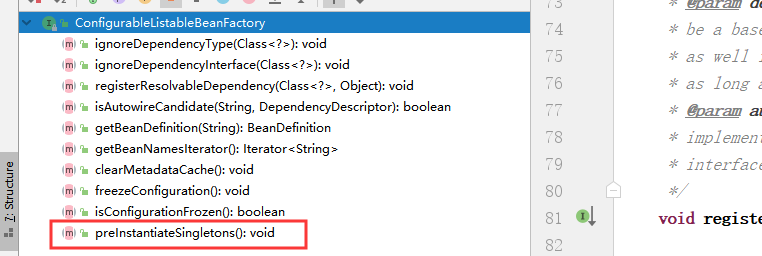 ConfigurableListableBeanFactory
ignoreDependencyType(Class<?>): void
ignoreDependencyInterface(Class<?>): void
registerResolvableDependency(Class<?>, Object): void
isAutowireCandidate(String, DependencyDescriptor): boolean
getBeanDefinition(String): BeanDefinition
getBeanNamesIterator(): Iterator<String>
clearMetadataCache(): void
freezeConfiguration(): void
isConfigurationFrozen(): boolean
preInstantiateSingletons(): void
7: Structure
73 * @param de
74 * be a base
75 * as well i
76 * as long a
77 * @param au
78 * implement
79 * interface
80 */
81 void registe
82